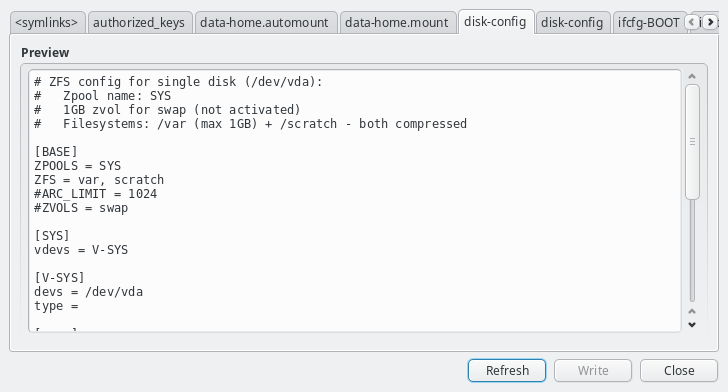 <symlinks> authorized_keys data-home.automount data-home.mount disk-config disk-config ifcfg-BOOT
Preview
# ZFS config for single disk (/dev/vda):
#   Zpool name: SYS
#   1GB zvol for swap (not activated)
#   Filesystems: /var (max 1GB) + /scratch - both compressed
[BASE]
ZPOOLS = SYS
ZFS = var, scratch
#ARC_LIMIT = 1024
#ZVOLS = swap
[SYS]
vdevs = V-SYS
[V-SYS]
devs = /dev/vda
type =
Refresh Write Close